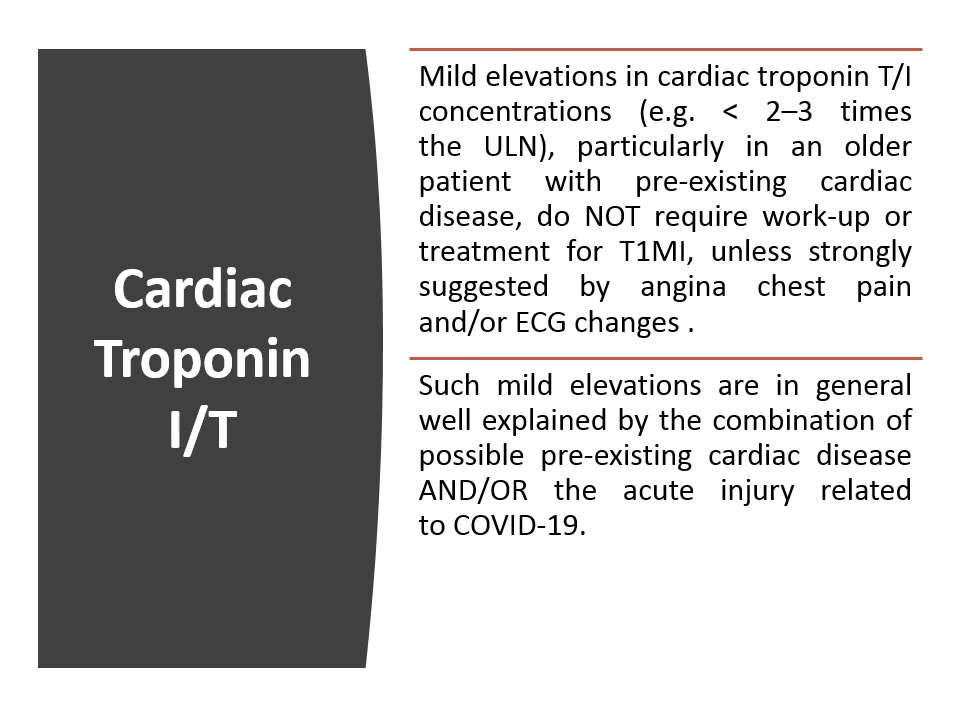 Cardiac
Troponin
I/T
Mild elevations in cardiac troponin T/I
concentrations (e.g. < 2–3 times
the ULN), particularly in an older
patient with pre-existing cardiac
disease, do NOT require work-up or
treatment for T1MI, unless strongly
suggested by angina chest pain
and/or ECG changes .
Such mild elevations are in general
well explained by the combination of
possible pre-existing cardiac disease
AND/OR the acute injury related
to COVID-19.